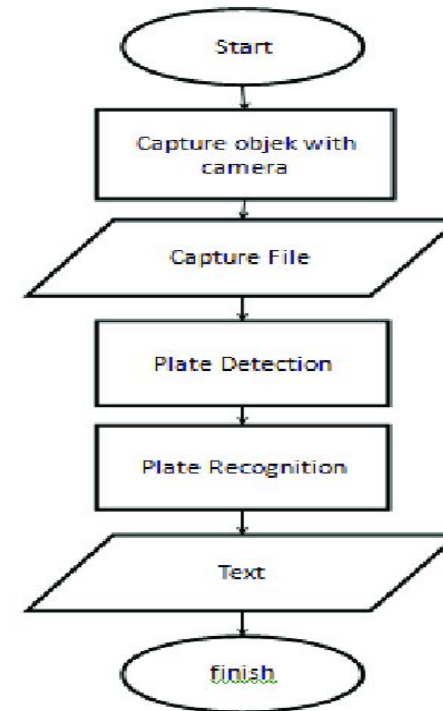 Start
Capture objek with
camera
Capture File
Plate Detection
Plate Recognition
Text
finish